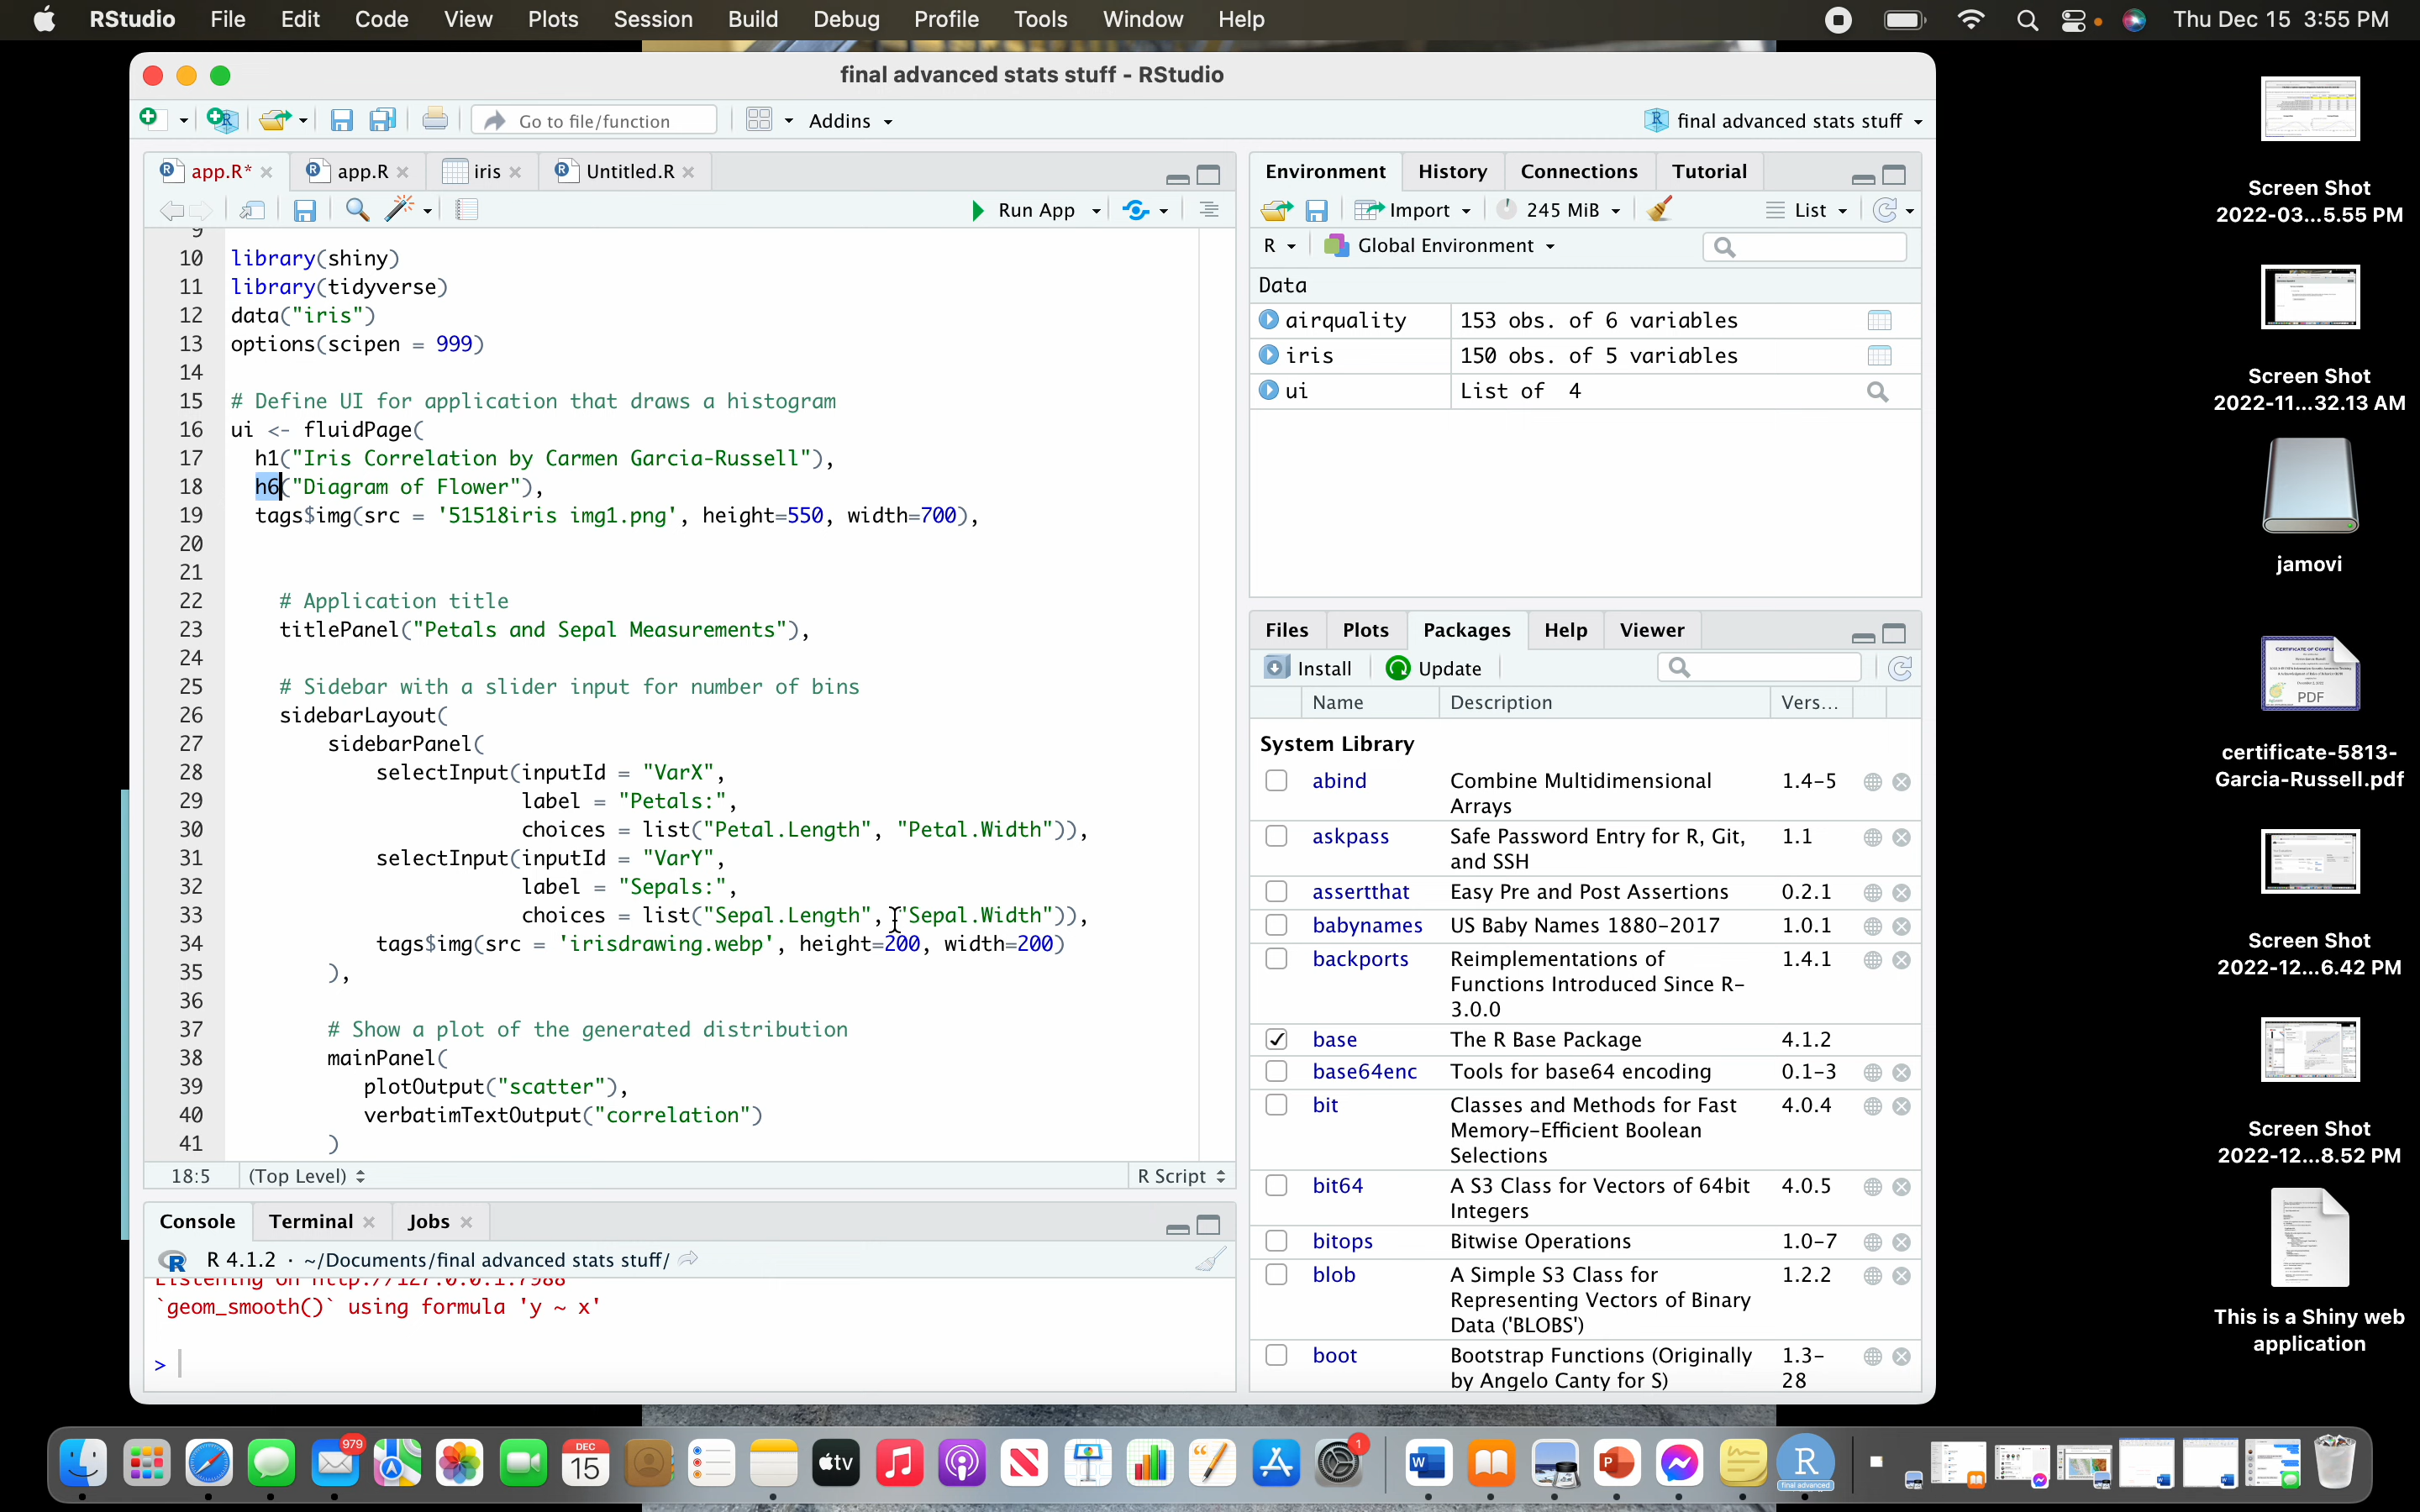 RStudio File Edit Code View Plots Session Build Debug Profile Tools Window Help Thu Dec 15 3:55 PM
final advanced stats stuff - RStudio
Go to file/function Addins final advanced stats stuff
app.R* app.R iris Untitled.R
Run App
9
10 library(shiny)
11 library(tidyverse)
12 data("iris")
13 options(scipen = 999)
14
15 # Define UI for application that draws a histogram
16 ui <- fluidPage(
17 h1("Iris Correlation by Carmen Garcia-Russell"),
18 h6("Diagram of Flower"),
19 tags$img(src = '51518iris img1.png', height=550, width=700),
20
21
22 # Application title
23 titlePanel("Petals and Sepal Measurements"),
24
25 # Sidebar with a slider input for number of bins
26 sidebarLayout(
27 sidebarPanel(
28 selectInput(inputId = "VarX",
29 label = "Petals:",
30 choices = list("Petal.Length", "Petal.Width")),
31 selectInput(inputId = "VarY",
32 label = "Sepals:",
33 choices = list("Sepal.Length", "Sepal.Width")),
34 tags$img(src = 'irisdrawing.webp', height=200, width=200)
35 ),
36
37 # Show a plot of the generated distribution
38 mainPanel(
39 plotOutput("scatter"),
40 verbatimTextOutput("correlation")
41 )
18:5 (Top Level) R Script
Console Terminal Jobs
R 4.1.2 · ~/Documents/final advanced stats stuff/
Listening on http://127.0.0.1:7988
`geom_smooth()` using formula 'y ~ x'
>
Environment History Connections Tutorial
Import 245 MiB List
R Global Environment
Data
airquality 153 obs. of 6 variables
iris 150 obs. of 5 variables
ui List of 4
Files Plots Packages Help Viewer
Install Update
Name Description Vers...
System Library
abind Combine Multidimensional 1.4-5
Arrays
askpass Safe Password Entry for R, Git, 1.1
and SSH
assertthat Easy Pre and Post Assertions 0.2.1
babynames US Baby Names 1880-2017 1.0.1
backports Reimplementations of 1.4.1
Functions Introduced Since R-
3.0.0
base The R Base Package 4.1.2
base64enc Tools for base64 encoding 0.1-3
bit Classes and Methods for Fast 4.0.4
Memory-Efficient Boolean
Selections
bit64 A S3 Class for Vectors of 64bit 4.0.5
Integers
bitops Bitwise Operations 1.0-7
blob A Simple S3 Class for 1.2.2
Representing Vectors of Binary
Data ('BLOBS')
boot Bootstrap Functions (Originally 1.3-
by Angelo Canty for S) 28
Screen Shot
2022-03...5.55 PM
Screen Shot
2022-11...32.13 AM
jamovi
PDF
certificate-5813-
Garcia-Russell.pdf
Screen Shot
2022-12...6.42 PM
Screen Shot
2022-12...8.52 PM
This is a Shiny web
application
979
DEC
15
tv
1
W
P
R
final advanced